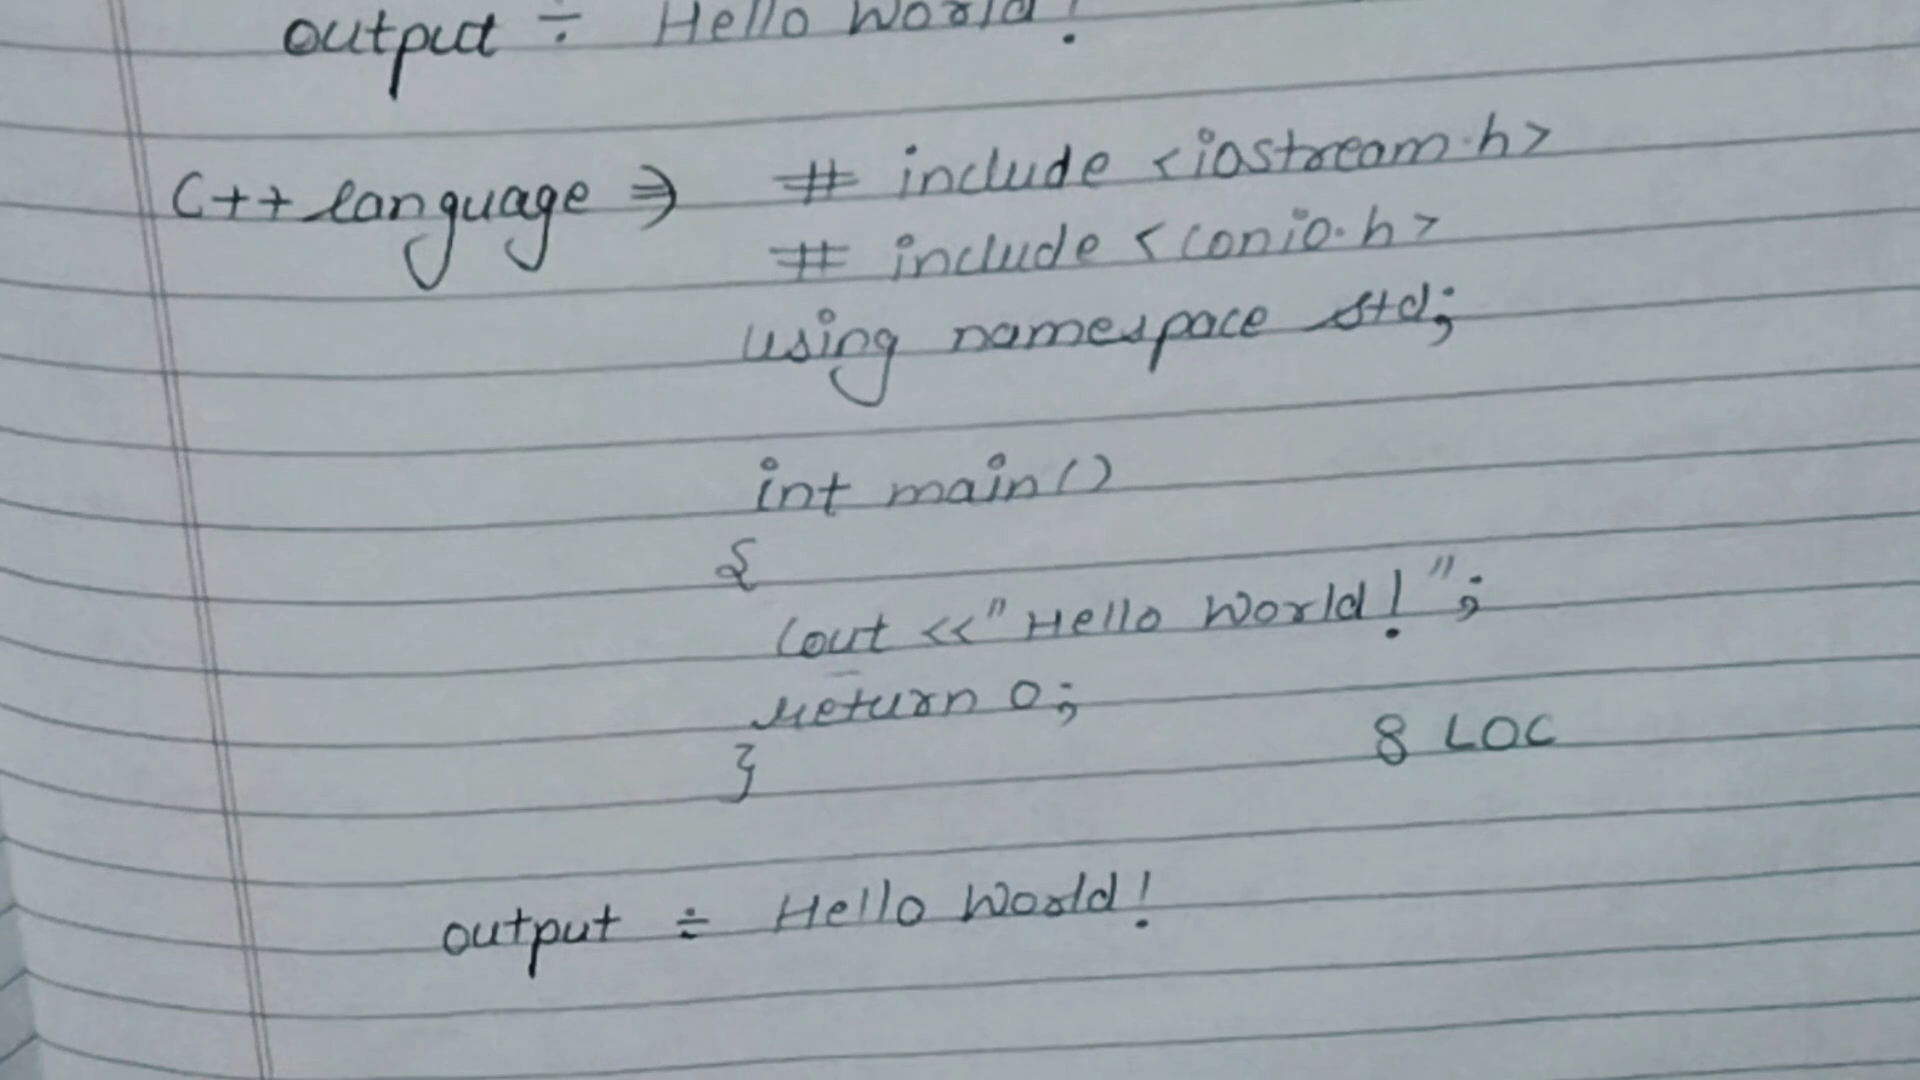 output ÷ Hello World!
C++ language ⇒ # include <iostream.h>
# include <conio.h>
using namespace std;
int main()
{
cout <<"Hello World!";
return 0;
}
8 LOC
output ÷ Hello World!